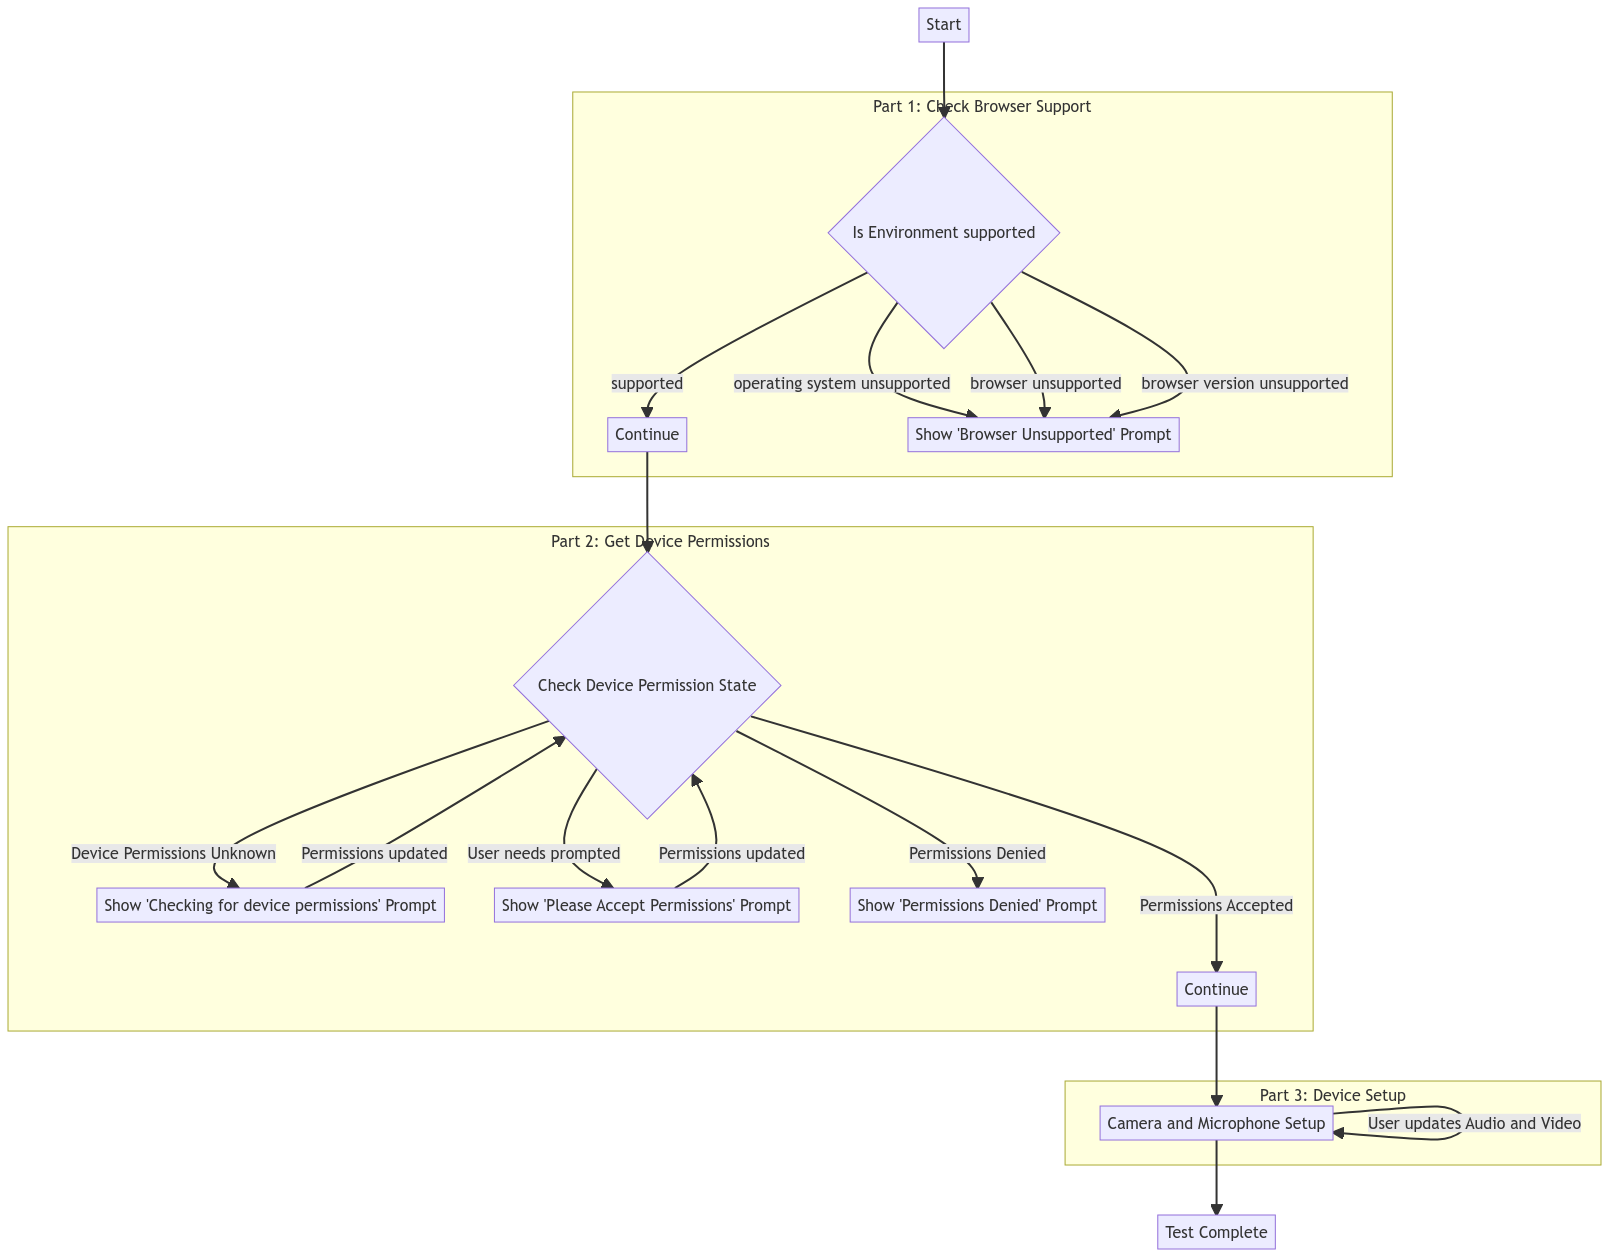 Start
Part 1: Check Browser Support
Is Environment supported
supported
operating system unsupported
browser unsupported
browser version unsupported
Continue
Show 'Browser Unsupported' Prompt
Part 2: Get Device Permissions
Check Device Permission State
Device Permissions Unknown
Permissions updated
User needs prompted
Permissions updated
Permissions Denied
Show 'Checking for device permissions' Prompt
Show 'Please Accept Permissions' Prompt
Show 'Permissions Denied' Prompt
Permissions Accepted
Continue
Part 3: Device Setup
Camera and Microphone Setup
User updates Audio and Video
Test Complete